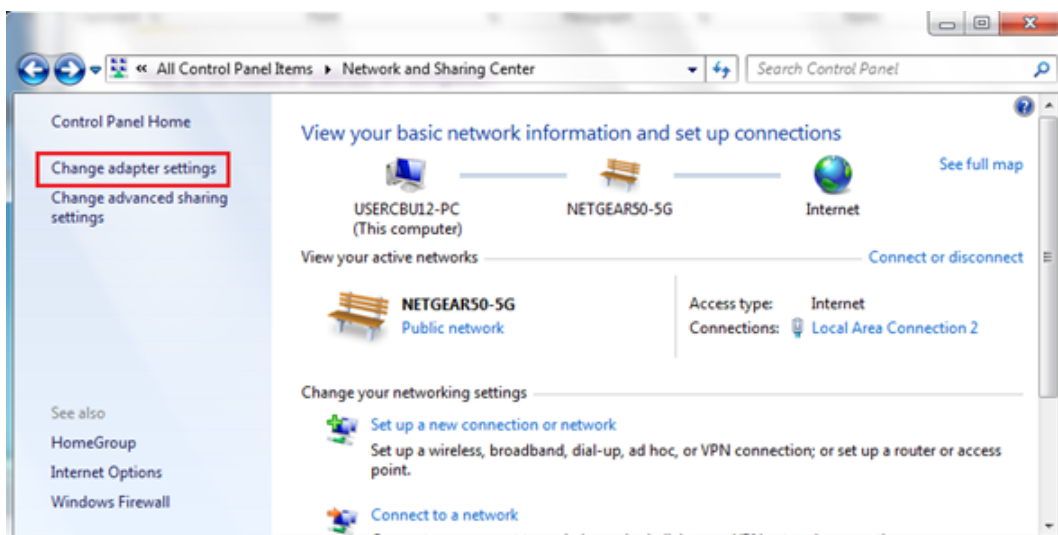 « All Control Panel Items ▸ Network and Sharing Center
Search Control Panel
Control Panel Home
Change adapter settings
Change advanced sharing
settings
See also
HomeGroup
Internet Options
Windows Firewall
View your basic network information and set up connections
See full map
USERCBU12-PC
(This computer)
NETGEAR50-5G
Internet
View your active networks
Connect or disconnect
NETGEAR50-5G
Public network
Access type: Internet
Connections: Local Area Connection 2
Change your networking settings
Set up a new connection or network
Set up a wireless, broadband, dial-up, ad hoc, or VPN connection; or set up a router or access
point.
Connect to a network